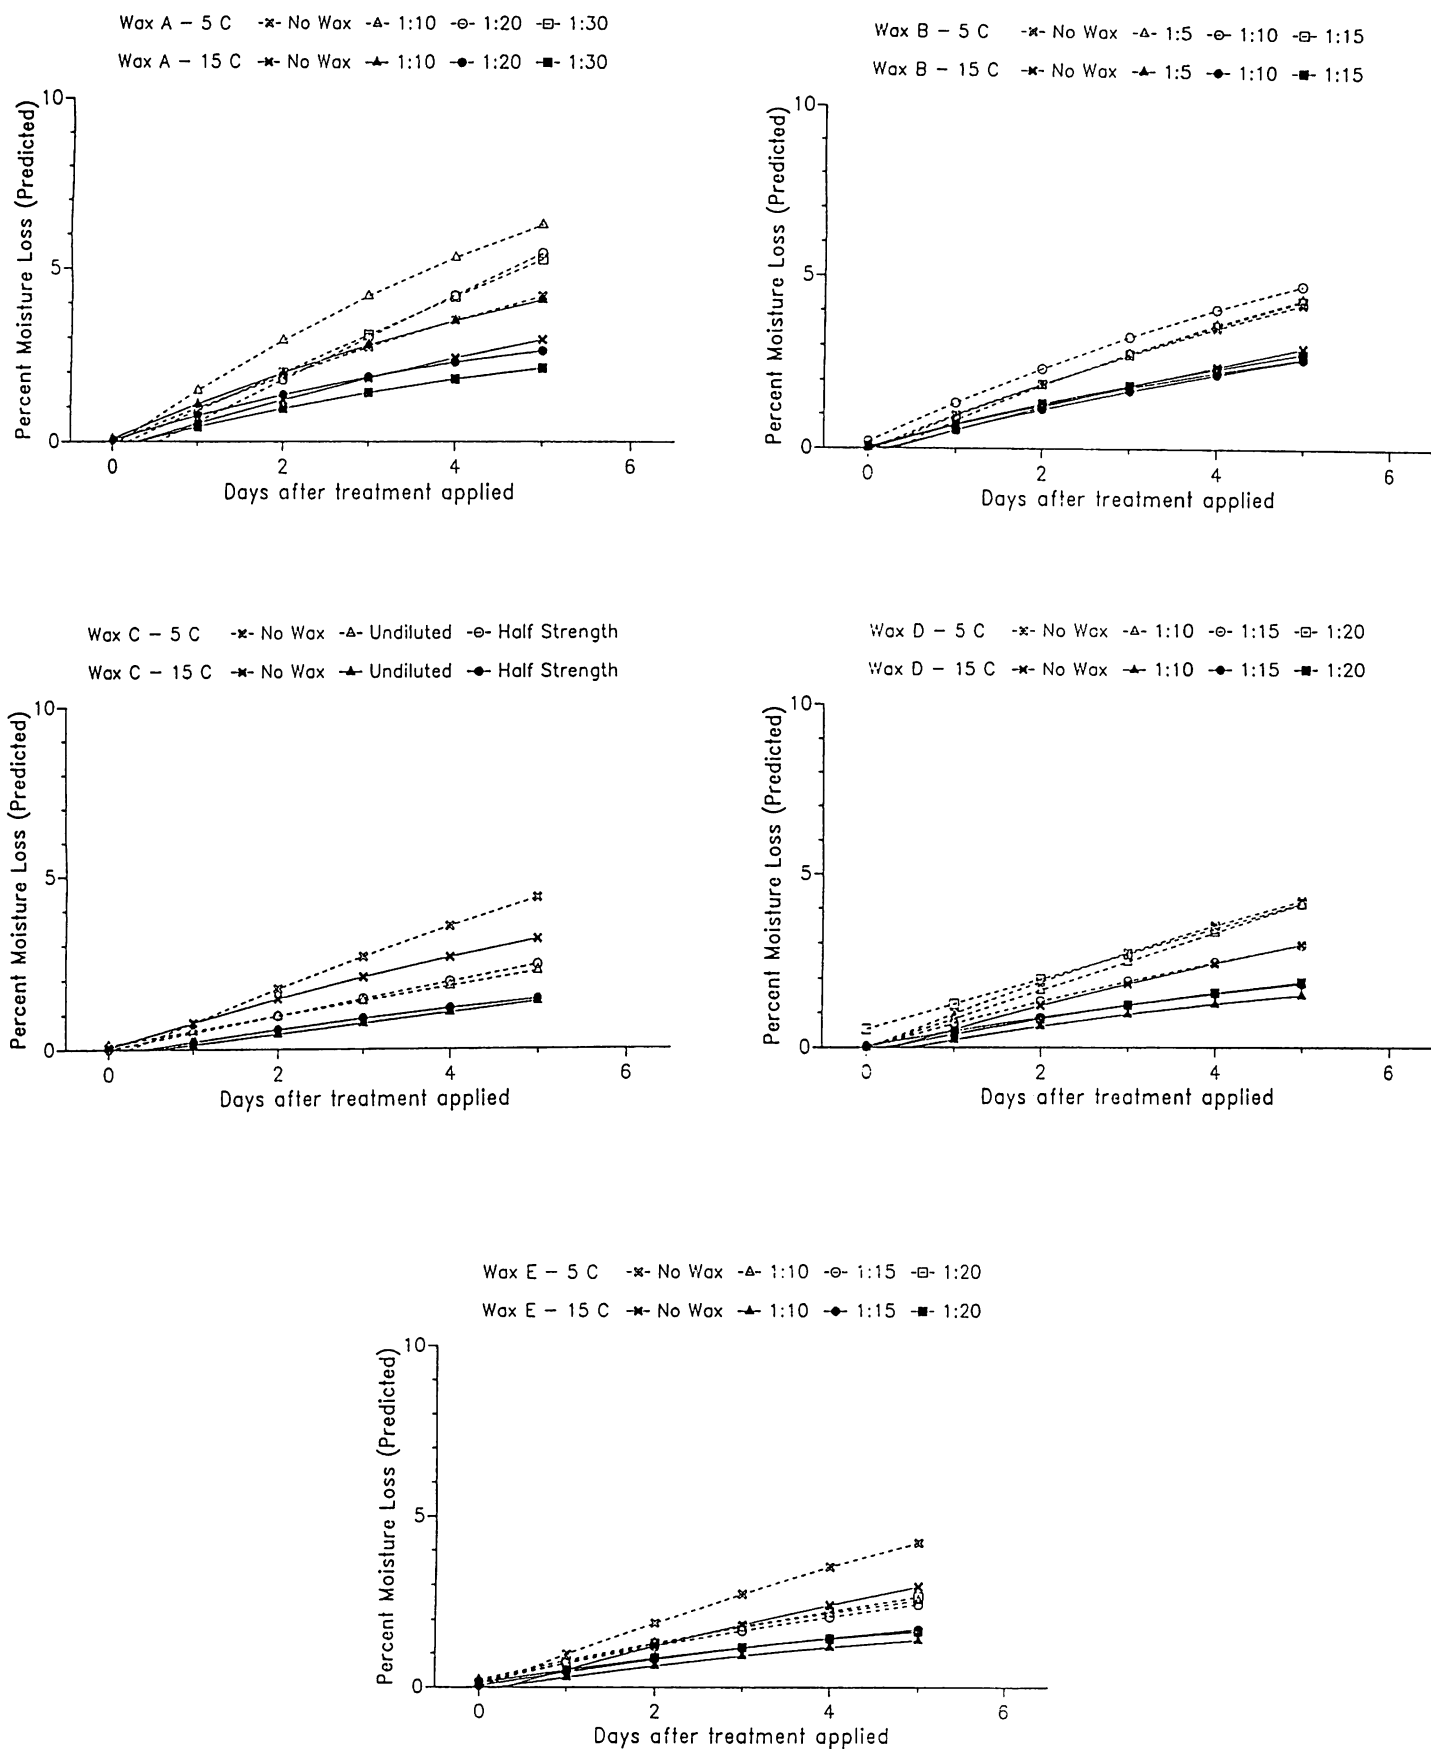 Wax A – 5 C -×- No Wax -△- 1:10 -○- 1:20 -□- 1:30
Wax A – 15 C -×- No Wax -▲- 1:10 -●- 1:20 -■- 1:30
Percent Moisture Loss (Predicted)
10
5
0
0 2 4 6
Days after treatment applied
Wax B – 5 C -×- No Wax -△- 1:5 -○- 1:10 -□- 1:15
Wax B – 15 C -×- No Wax -▲- 1:5 -●- 1:10 -■- 1:15
Percent Moisture Loss (Predicted)
10
5
0
0 2 4 6
Days after treatment applied
Wax C – 5 C -×- No Wax -△- Undiluted -○- Half Strength
Wax C – 15 C -×- No Wax -▲- Undiluted -●- Half Strength
Percent Moisture Loss (Predicted)
10
5
0
0 2 4 6
Days after treatment applied
Wax D – 5 C -×- No Wax -△- 1:10 -○- 1:15 -□- 1:20
Wax D – 15 C -×- No Wax -▲- 1:10 -●- 1:15 -■- 1:20
Percent Moisture Loss (Predicted)
10
5
0
0 2 4 6
Days after treatment applied
Wax E – 5 C -×- No Wax -△- 1:10 -○- 1:15 -□- 1:20
Wax E – 15 C -×- No Wax -▲- 1:10 -●- 1:15 -■- 1:20
Percent Moisture Loss (Predicted)
10
5
0
0 2 4 6
Days after treatment applied